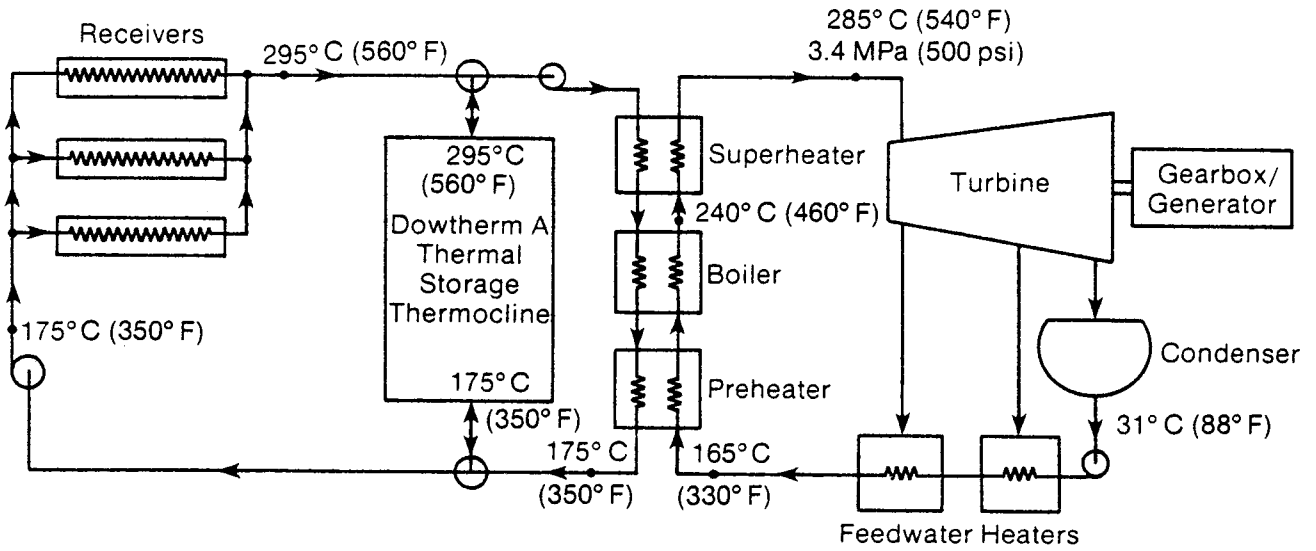 Receivers
295° C (560° F)
285° C (540° F)
3.4 MPa (500 psi)
295° C
(560° F)
Dowtherm A
Thermal
Storage
Thermocline
175° C
(350° F)
175° C (350° F)
Superheater
240° C (460° F)
Boiler
Preheater
175° C
(350° F)
165° C
(330° F)
Turbine
Gearbox/
Generator
Condenser
31° C (88° F)
Feedwater Heaters